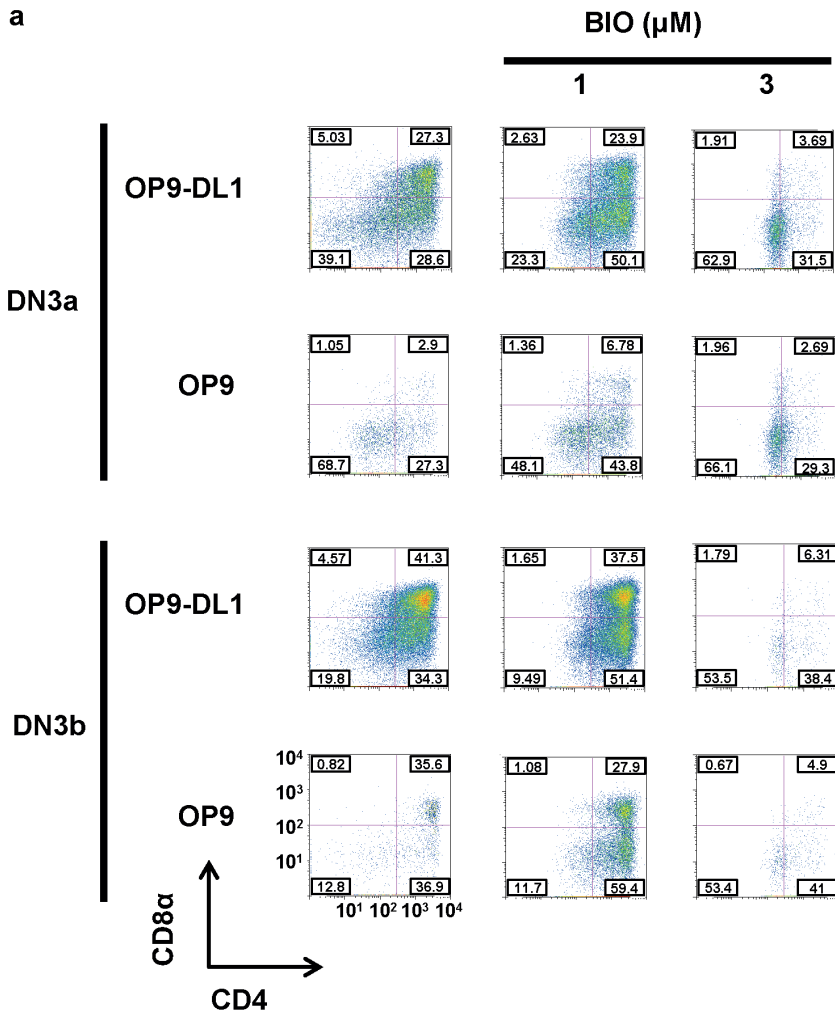 a
BIO (µM)
1 3
5.03 27.3 2.63 23.9 1.91 3.69
OP9-DL1
39.1 28.6 23.3 50.1 62.9 31.5
DN3a
1.05 2.9 1.36 6.78 1.96 2.69
OP9
68.7 27.3 48.1 43.8 66.1 29.3
4.57 41.3 1.65 37.5 1.79 6.31
OP9-DL1
19.8 34.3 9.49 51.4 53.5 38.4
DN3b
10⁴ 0.82 35.6 1.08 27.9 0.67 4.9
10³
OP9
10²
10¹
12.8 36.9 11.7 59.4 53.4 41
10¹ 10² 10³ 10⁴
CD8α
CD4